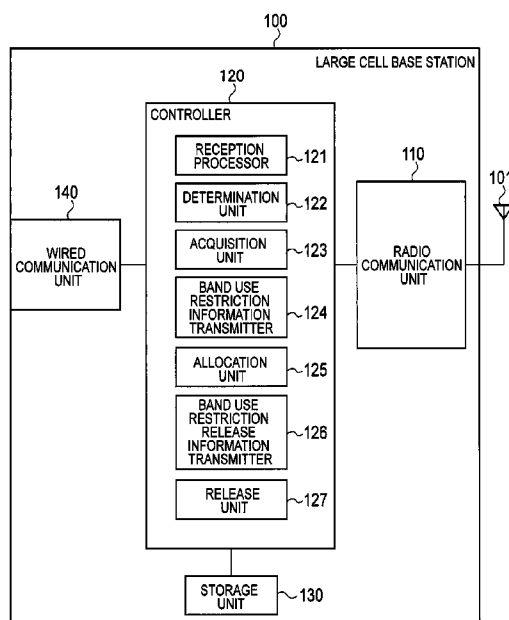 100
LARGE CELL BASE STATION
120
CONTROLLER
RECEPTION
PROCESSOR
121
DETERMINATION
UNIT
122
ACQUISITION
UNIT
123
BAND USE
RESTRICTION
INFORMATION
TRANSMITTER
124
ALLOCATION
UNIT
125
BAND USE
RESTRICTION
RELEASE
INFORMATION
TRANSMITTER
126
RELEASE
UNIT
127
140
WIRED
COMMUNICATION
UNIT
110
RADIO
COMMUNICATION
UNIT
STORAGE
UNIT
130